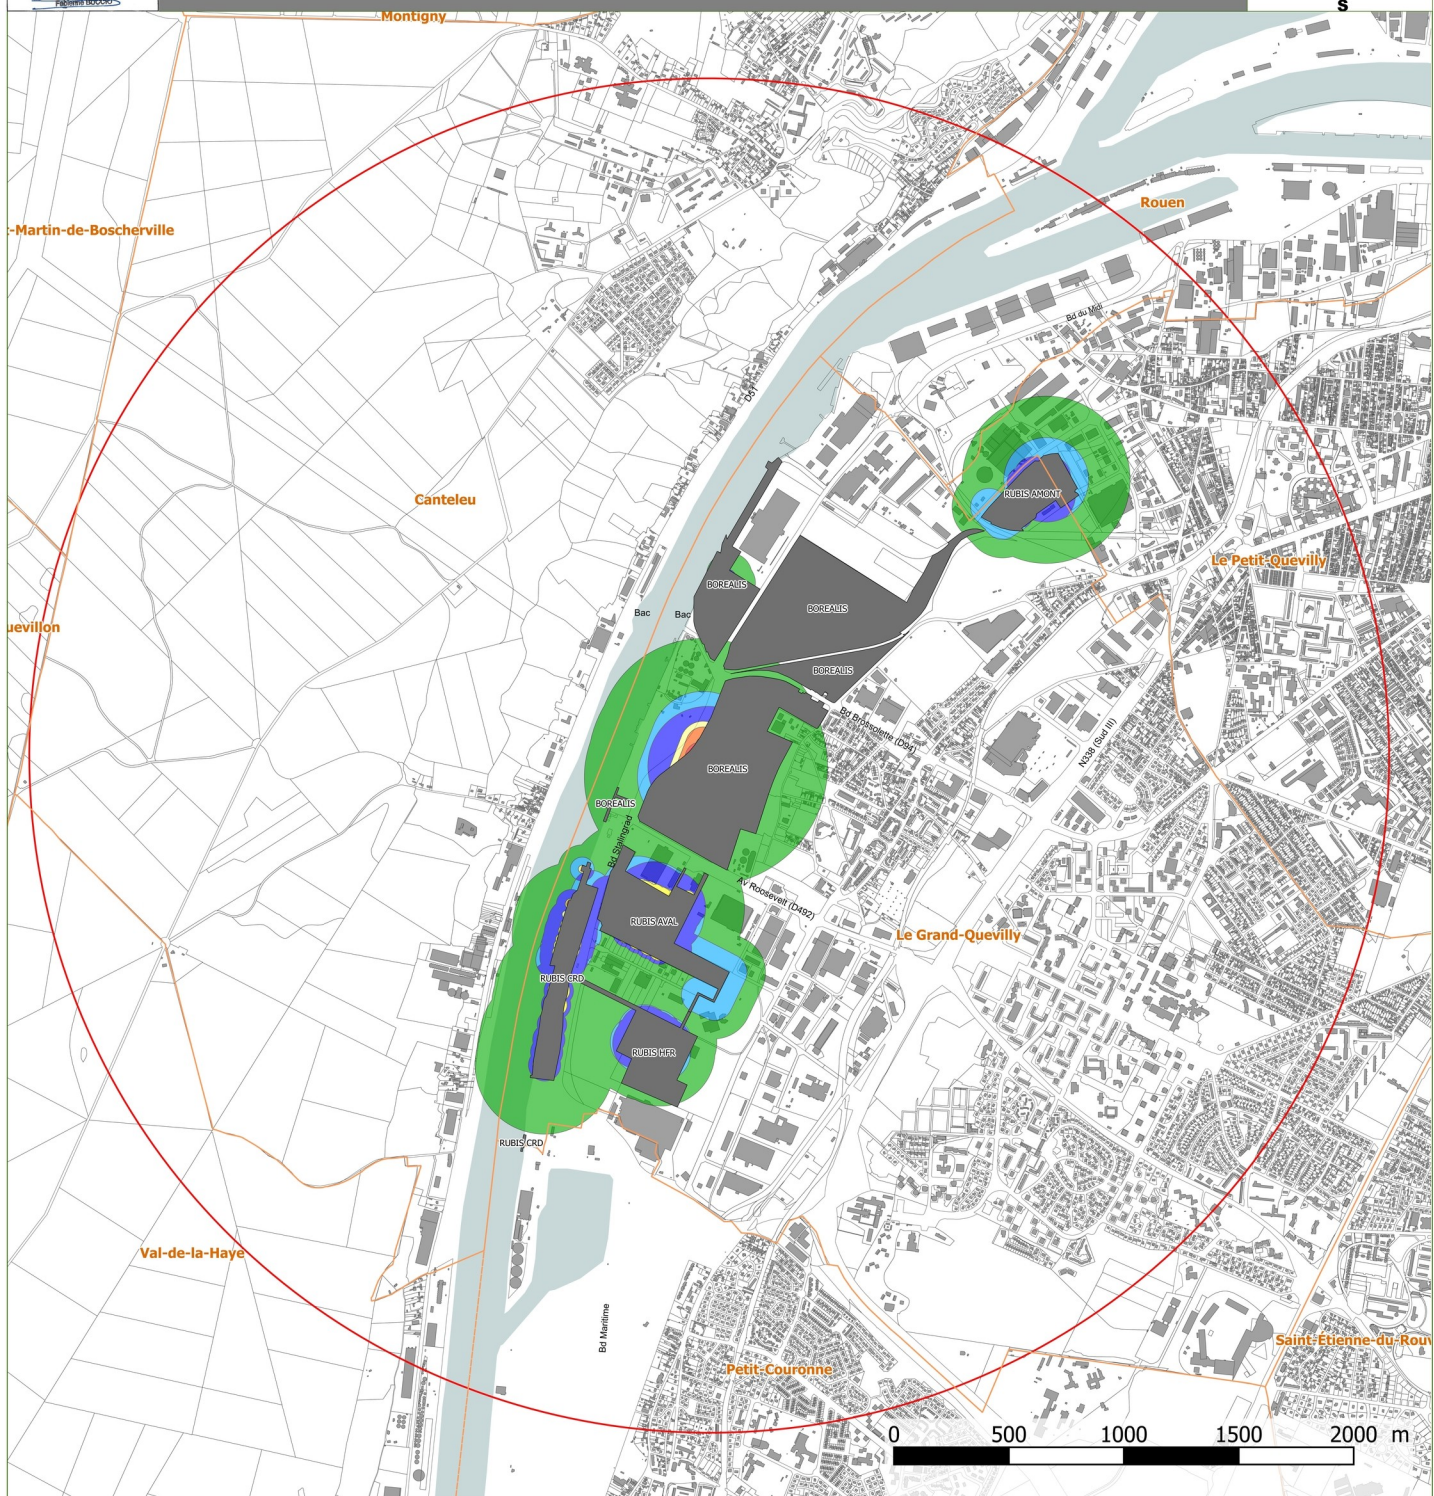 Fabienne BUCCIO
S
Montigny
Rouen
t-Martin-de-Boscherville
Bd du Midi
D51
Canteleu
RUBIS AMONT
Le Petit-Quevilly
BOREALIS
BOREALIS
Bac
Bac
uevillon
BOREALIS
Bd Brossolette (D94)
N338 (Sud III)
BOREALIS
BOREALIS
Bd Stalingrad
Av Roosevelt (D492)
RUBIS AVAL
Le Grand-Quevilly
RUBIS CRD
RUBIS HFR
RUBIS CRD
Val-de-la-Haye
Bd Maritime
Saint-Etienne-du-Rouv
Petit-Couronne
0 500 1000 1500 2000 m